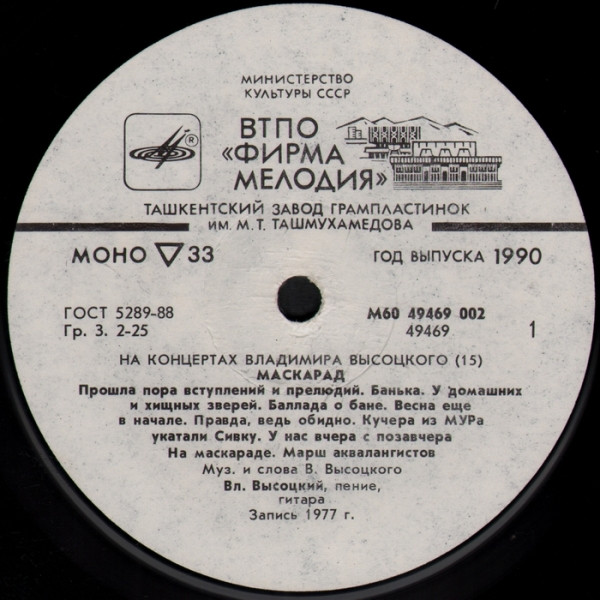 МИНИСТЕРСТВО
КУЛЬТУРЫ СССР
ВТПО
«ФИРМА
МЕЛОДИЯ»
®
ТАШКЕНТСКИЙ ЗАВОД ГРАМПЛАСТИНОК
ИМ. М. Т. ТАШМУХАМЕДОВА
МОНО ▽ 33
ГОД ВЫПУСКА 1990
ГОСТ 5289-88
М60 49469 002
Гр. 3. 2-25
49469
1
НА КОНЦЕРТАХ ВЛАДИМИРА ВЫСОЦКОГО (15)
МАСКАРАД
Прошла пора вступлений и прелюдий. Банька. У домашних
и хищных зверей. Баллада о бане. Весна еще
в начале. Правда, ведь обидно. Кучера из МУРа
укатали Сивку. У нас вчера с позавчера
На маскараде. Марш аквалангистов
Муз. и слова В. Высоцкого
Вл. Высоцкий, пение,
гитара
Запись 1977 г.